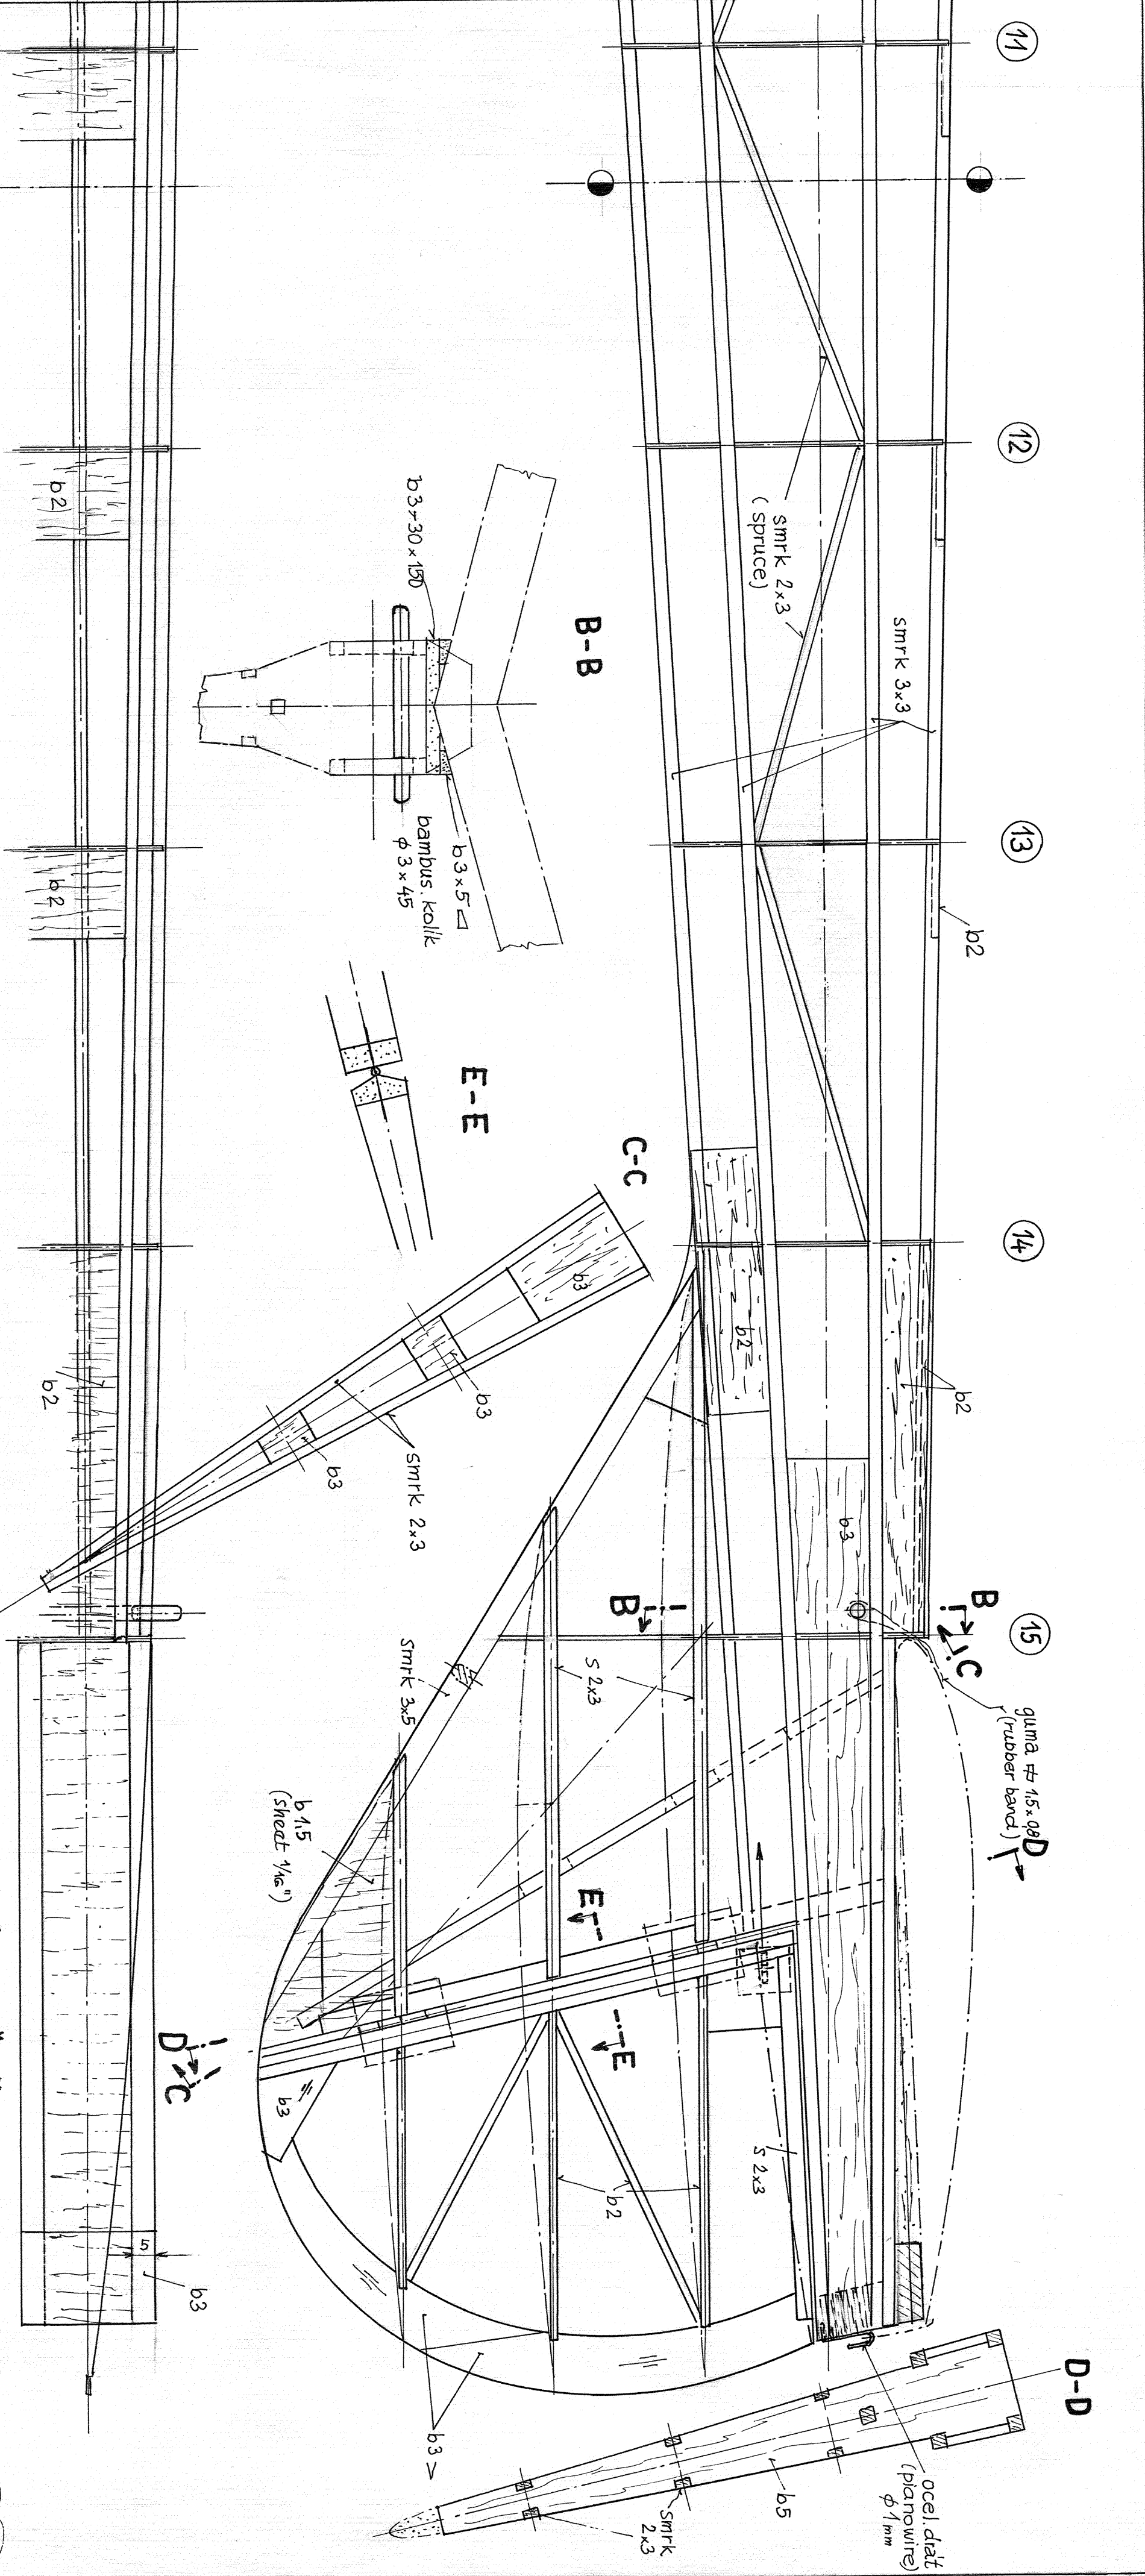 11
12
13
14
15
smrk 2×3
(spruce)
smrk 3×3
b2
b2
B
C
guma 1,5×0,8
(rubber band)
D
B-B
b3-30×150
b3×5
bambus. kolík
ϕ 3×45
E-E
C-C
b3
b3
b3
smrk 2×3
b2
b3
B
s 2×3
smrk 3×5
b 1,5
(sheet 1/16")
E
E
D
C
b3
b2
s 2×3
b3
D-D
ocel. drát
(pianowire)
ϕ 1mm
b5
smrk
2×3
b2
b2
b2
5
b3